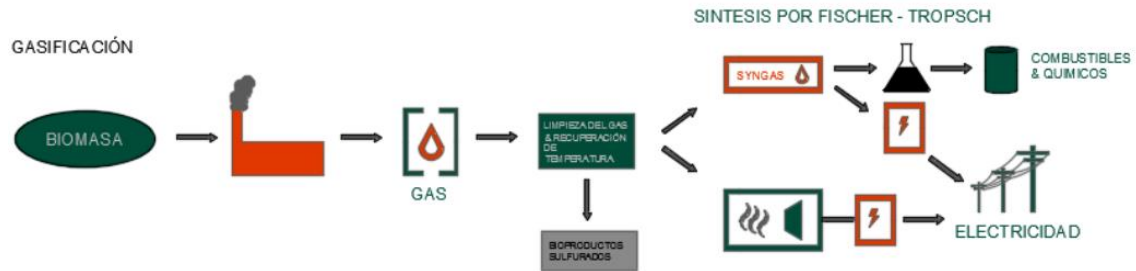 SINTESIS POR FISCHER - TROPSCH
GASIFICACIÓN
BIOMASA
GAS
LIMPIEZA DEL GAS
& RECUPERACIÓN
DE
TEMPERATURA
BIOPRODUCTOS
SULFURADOS
SYNGAS
COMBUSTIBLES
& QUIMICOS
ELECTRICIDAD